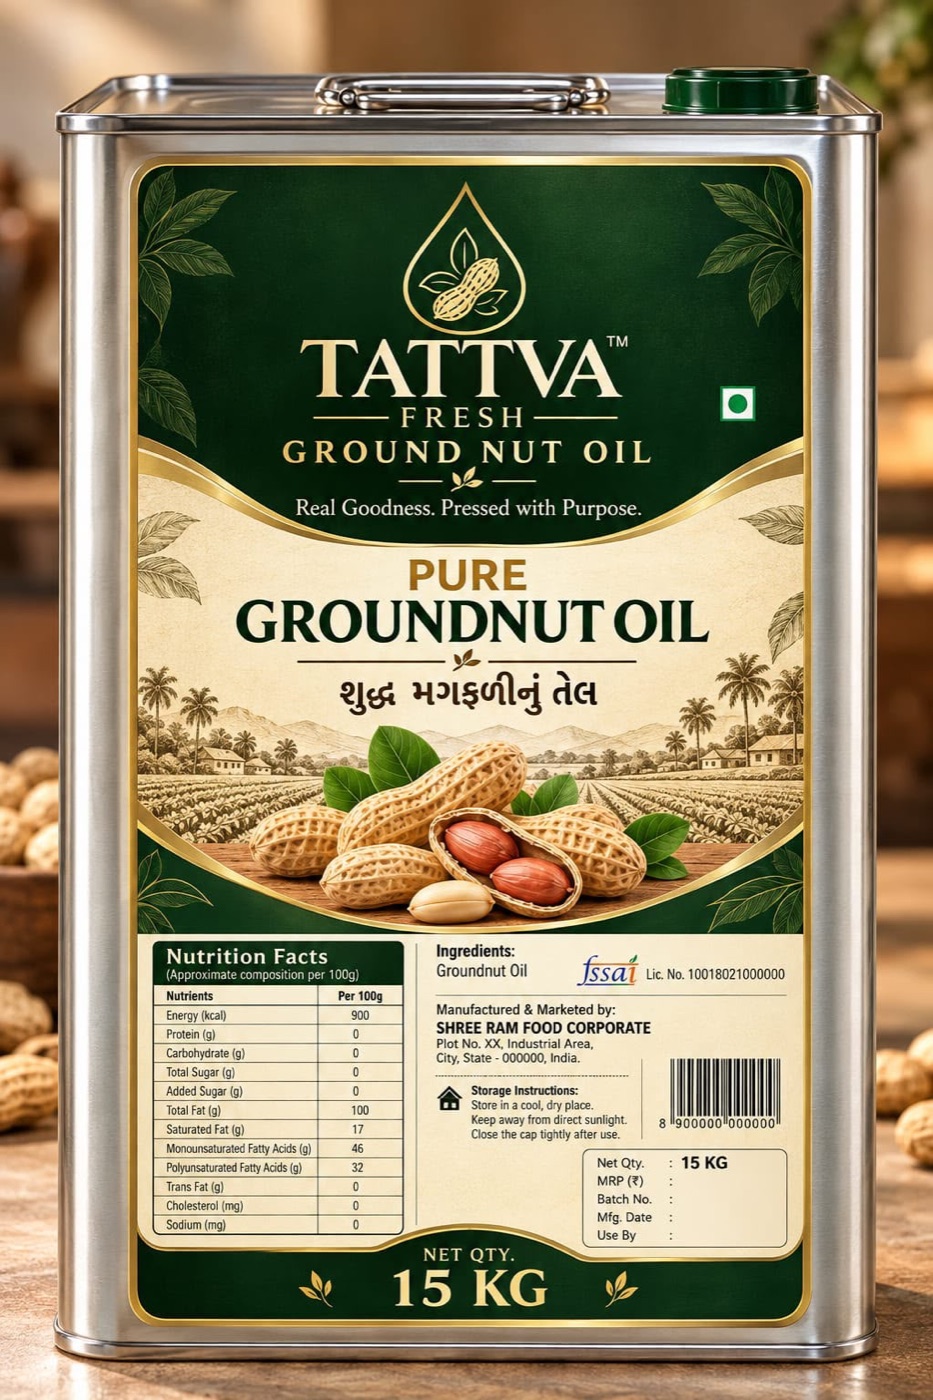 TATTVA™
FRESH
GROUND NUT OIL
Real Goodness. Pressed with Purpose.
PURE
GROUNDNUT OIL
શુદ્ધ મગફળીનું તેલ
Nutrition Facts
(Approximate composition per 100g)
Nutrients Per 100g
Energy (kcal) 900
Protein (g) 0
Carbohydrate (g) 0
Total Sugar (g) 0
Added Sugar (g) 0
Total Fat (g) 100
Saturated Fat (g) 17
Monounsaturated Fatty Acids (g) 46
Polyunsaturated Fatty Acids (g) 32
Trans Fat (g) 0
Cholesterol (mg) 0
Sodium (mg) 0
Ingredients:
Groundnut Oil
fssai Lic. No. 10018021000000
Manufactured & Marketed by:
SHREE RAM FOOD CORPORATE
Plot No. XX, Industrial Area,
City, State - 000000, India.
Storage Instructions:
Store in a cool, dry place.
Keep away from direct sunlight.
Close the cap tightly after use.
8 900000 000000
Net Qty. : 15 KG
MRP (₹) :
Batch No. :
Mfg. Date :
Use By :
NET QTY.
15 KG